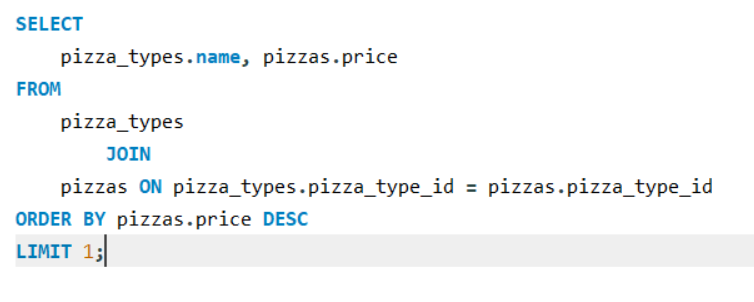 SELECT
    pizza_types.name, pizzas.price
FROM
    pizza_types
        JOIN
    pizzas ON pizza_types.pizza_type_id = pizzas.pizza_type_id
ORDER BY pizzas.price DESC
LIMIT 1;